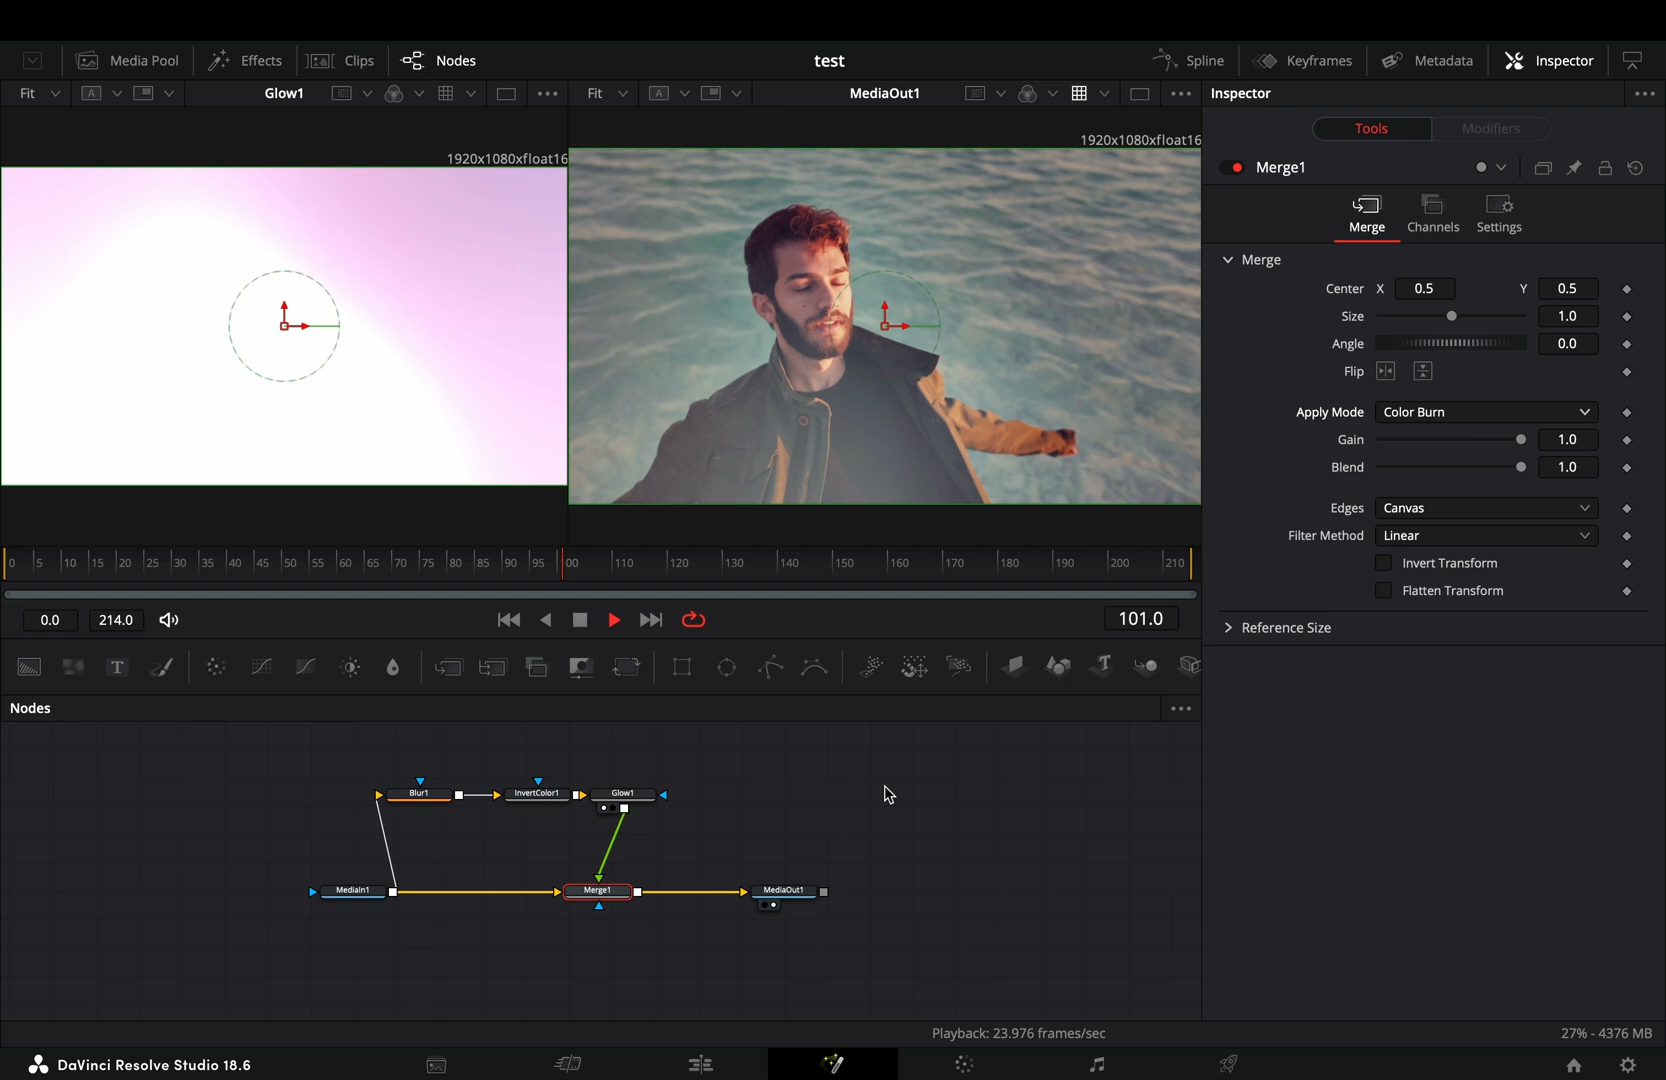 Media Pool Effects Clips Nodes test Spline Keyframes Metadata Inspector
Fit A Glow1 Fit A MediaOut1 Inspector
1920x1080xfloat16
1920x1080xfloat16
Tools Modifiers
Merge1
Merge Channels Settings
Merge
Center X 0.5 Y 0.5
Size 1.0
Angle 0.0
Flip
Apply Mode Color Burn
Gain 1.0
Blend 1.0
Edges Canvas
Filter Method Linear
Invert Transform
Flatten Transform
Reference Size
0 5 10 15 20 25 30 35 40 45 50 55 60 65 70 75 80 85 90 95 00 110 120 130 140 150 160 170 180 190 200 210
0.0 214.0 101.0
T T
Nodes
Blur1 InvertColor1 Glow1
MediaIn1 Merge1 MediaOut1
Playback: 23.976 frames/sec 27% - 4376 MB
DaVinci Resolve Studio 18.6